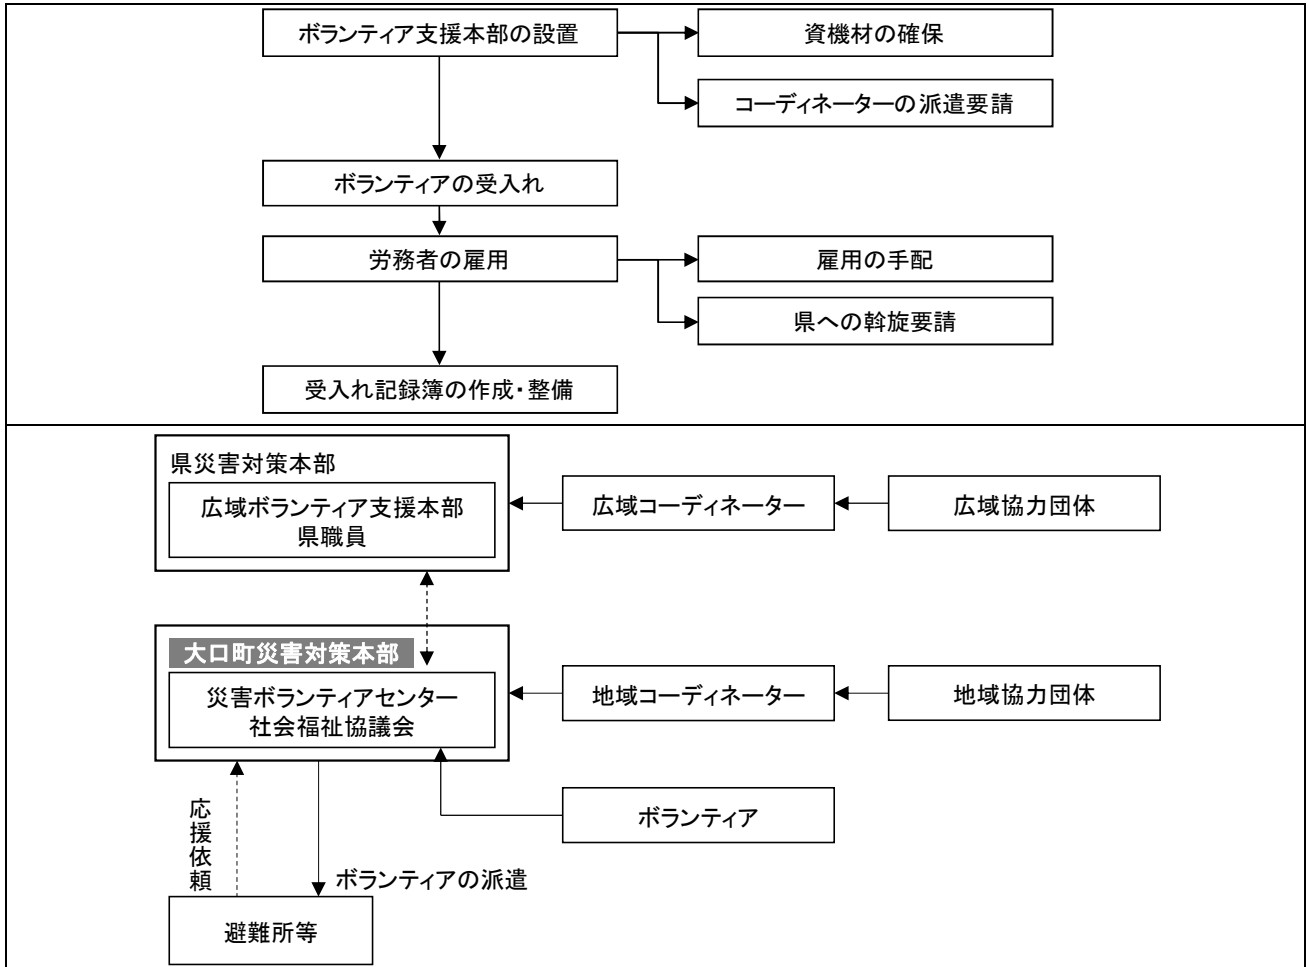 ボランティア支援本部の設置
資機材の確保
コーディネーターの派遣要請
ボランティアの受入れ
労務者の雇用
雇用の手配
県への斡旋要請
受入れ記録簿の作成・整備
県災害対策本部
広域ボランティア支援本部
県職員
広域コーディネーター
広域協力団体
大口町災害対策本部
災害ボランティアセンター
社会福祉協議会
地域コーディネーター
地域協力団体
ボランティア
応援依頼
ボランティアの派遣
避難所等